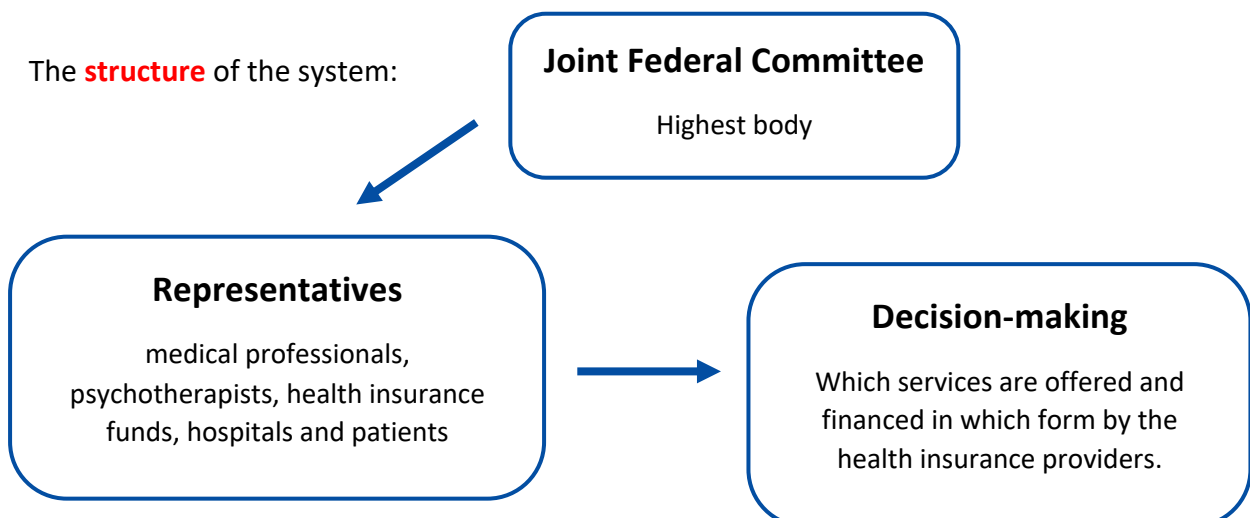 The structure of the system:
Joint Federal Committee
Highest body
Representatives
medical professionals,
psychotherapists, health insurance
funds, hospitals and patients
Decision-making
Which services are offered and
financed in which form by the
health insurance providers.